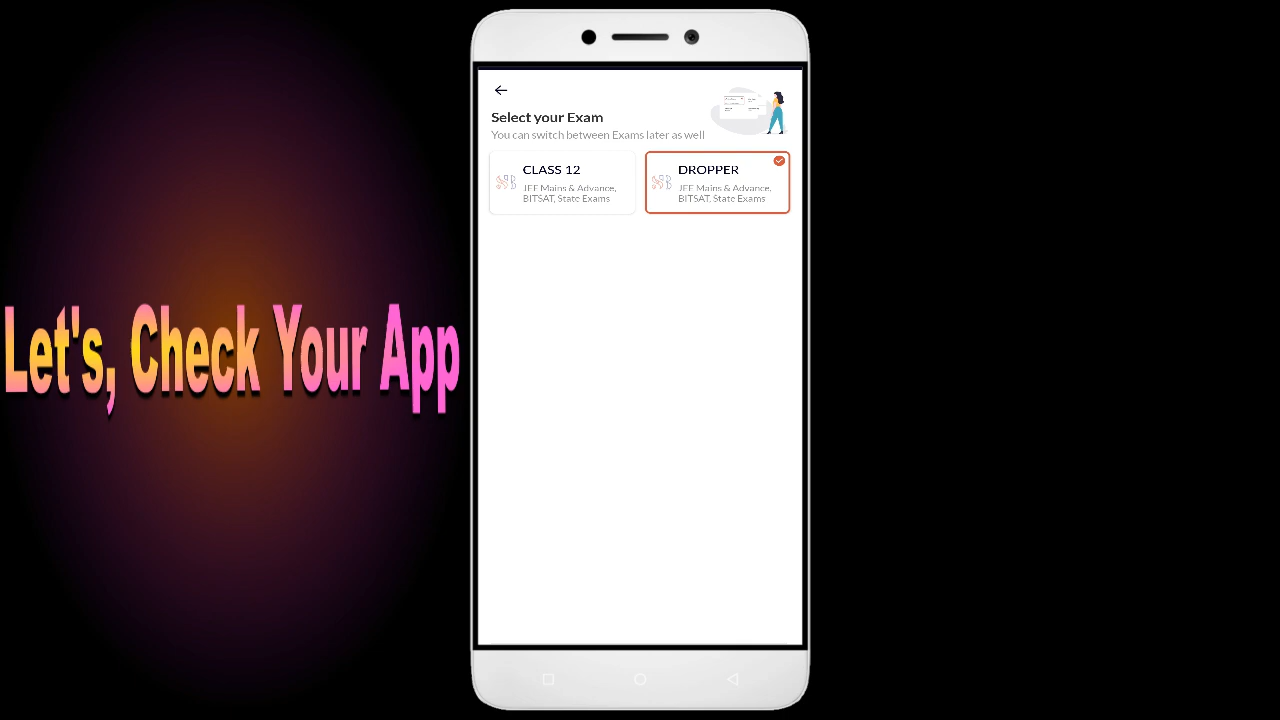 Let's, Check Your App
Select your Exam
You can switch between Exams later as well
CLASS 12
JEE Mains & Advance,
BITSAT, State Exams
DROPPER
JEE Mains & Advance,
BITSAT, State Exams